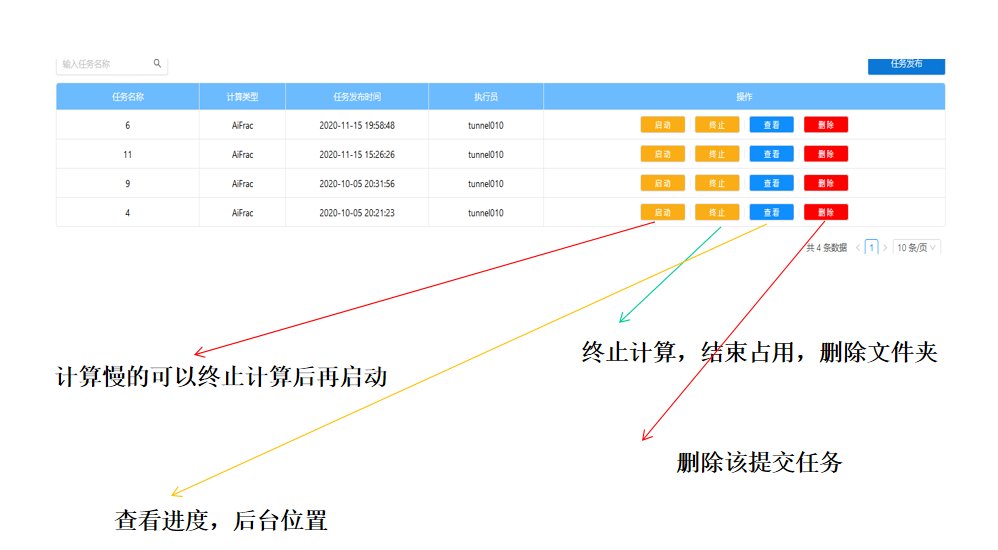 输入任务名称 任务发布
任务名称 计算类型 任务发布时间 执行员 操作
6 AiFrac 2020-11-15 19:58:48 tunnel010 启动 终止 查看 删除
11 AiFrac 2020-11-15 15:26:26 tunnel010 启动 终止 查看 删除
9 AiFrac 2020-10-05 20:31:56 tunnel010 启动 终止 查看 删除
4 AiFrac 2020-10-05 20:21:23 tunnel010 启动 终止 查看 删除
共 4 条数据 1 10 条/页
终止计算，结束占用，删除文件夹
计算慢的可以终止计算后再启动
删除该提交任务
查看进度，后台位置